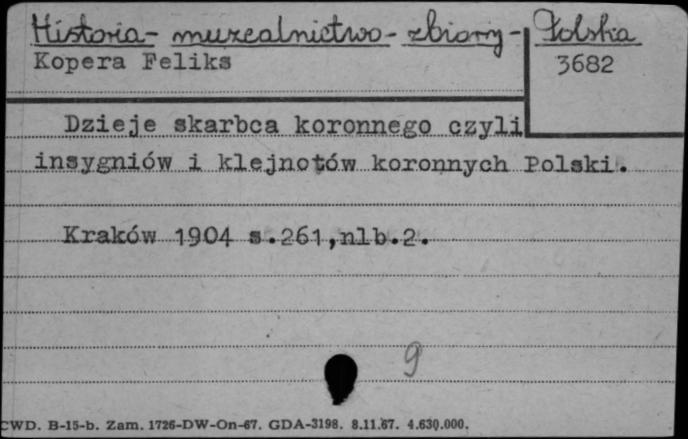 Historia - muzealnictwo - zbiory - Polska
Kopera Feliks
3682
Dzieje skarbca koronnego czyli
insygniów i klejnotów koronnych Polski.
Kraków 1904 s.261,nlb.2.
9
CWD. B-15-b. Zam. 1726-DW-On-67. GDA-3198. 8.11.67. 4.630.000.